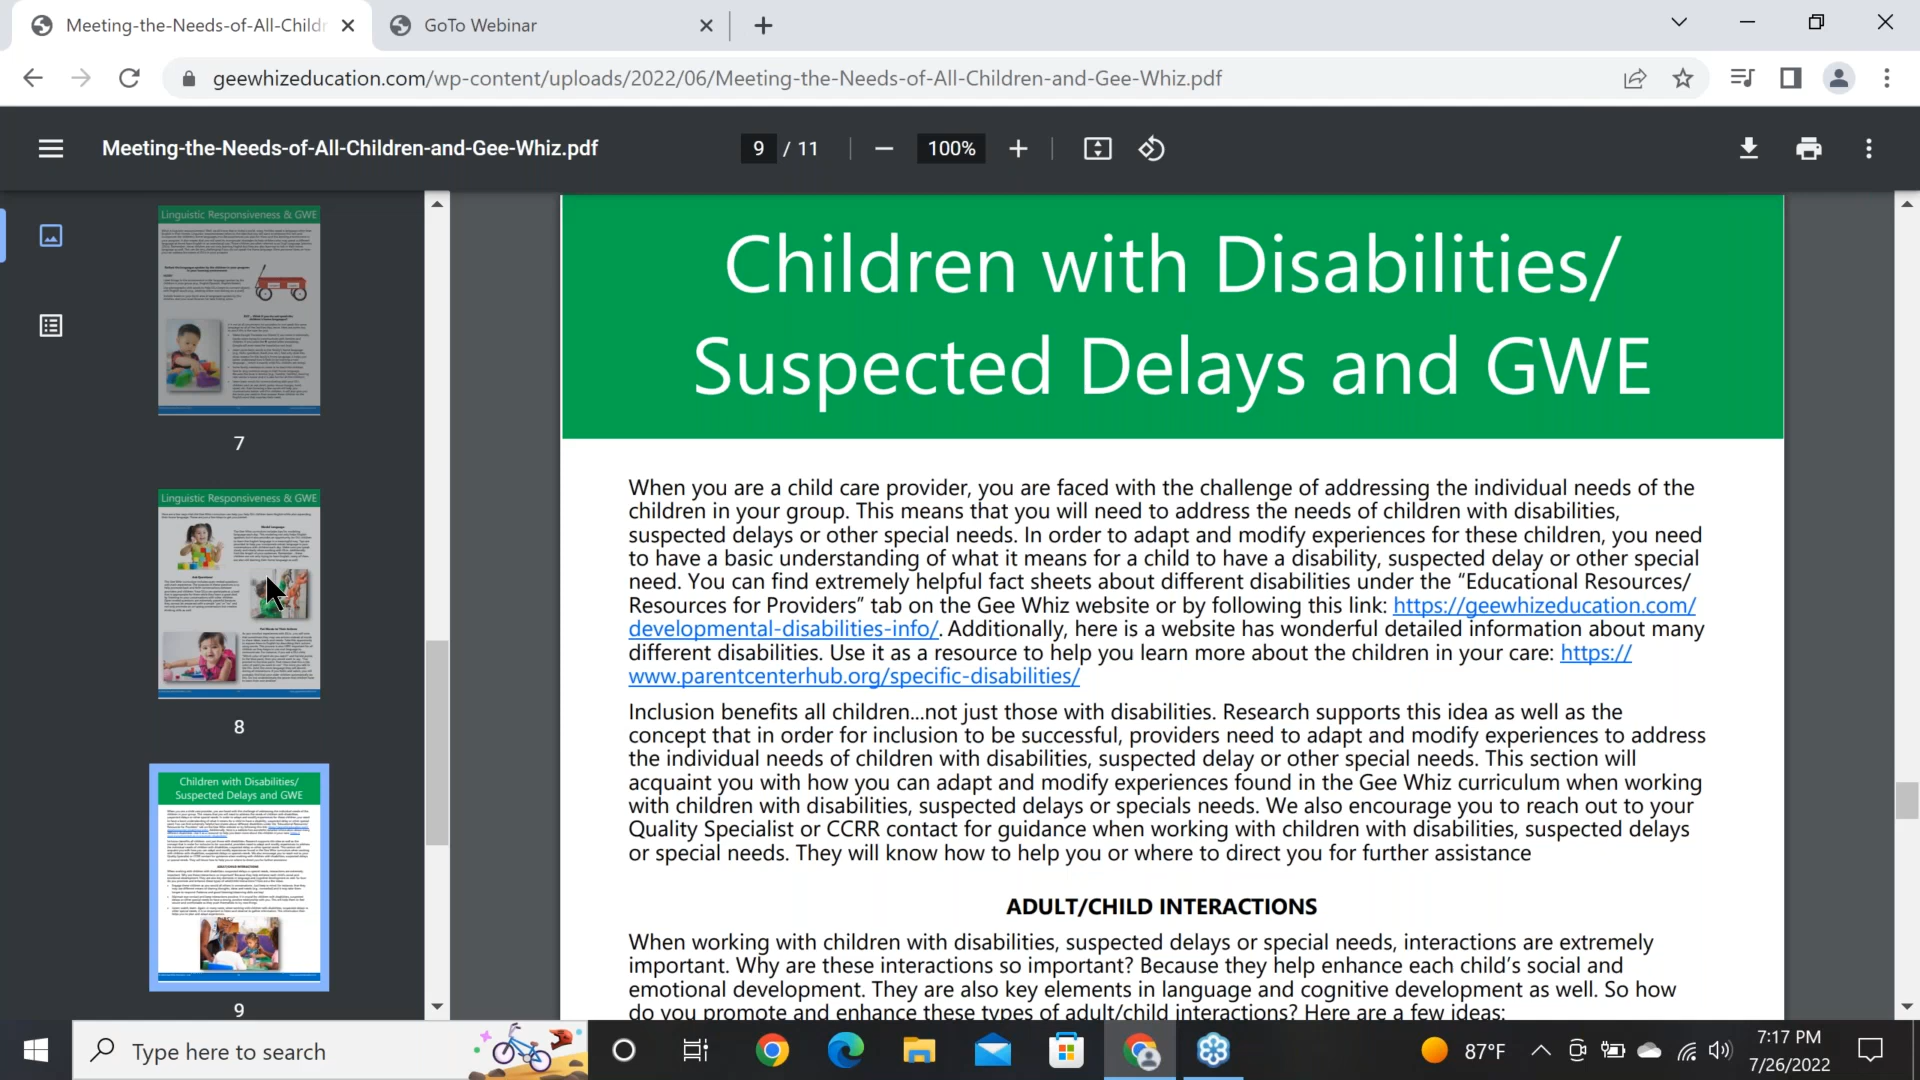 Meeting-the-Needs-of-All-Childr
GoTo Webinar
geewhizeducation.com/wp-content/uploads/2022/06/Meeting-the-Needs-of-All-Children-and-Gee-Whiz.pdf
Meeting-the-Needs-of-All-Children-and-Gee-Whiz.pdf
9 / 11
100%
Linguistic Responsiveness & GWE
7
Linguistic Responsiveness & GWE
8
Children with Disabilities/
Suspected Delays and GWE
9
Children with Disabilities/
Suspected Delays and GWE
When you are a child care provider, you are faced with the challenge of addressing the individual needs of the
children in your group. This means that you will need to address the needs of children with disabilities,
suspected delays or other special needs. In order to adapt and modify experiences for these children, you need
to have a basic understanding of what it means for a child to have a disability, suspected delay or other special
need. You can find extremely helpful fact sheets about different disabilities under the “Educational Resources/
Resources for Providers” tab on the Gee Whiz website or by following this link: https://geewhizeducation.com/
developmental-disabilities-info/. Additionally, here is a website has wonderful detailed information about many
different disabilities. Use it as a resource to help you learn more about the children in your care: https://
www.parentcenterhub.org/specific-disabilities/
Inclusion benefits all children...not just those with disabilities. Research supports this idea as well as the
concept that in order for inclusion to be successful, providers need to adapt and modify experiences to address
the individual needs of children with disabilities, suspected delay or other special needs. This section will
acquaint you with how you can adapt and modify experiences found in the Gee Whiz curriculum when working
with children with disabilities, suspected delays or specials needs. We also encourage you to reach out to your
Quality Specialist or CCRR contact for guidance when working with children with disabilities, suspected delays
or special needs. They will know how to help you or where to direct you for further assistance
ADULT/CHILD INTERACTIONS
When working with children with disabilities, suspected delays or special needs, interactions are extremely
important. Why are these interactions so important? Because they help enhance each child’s social and
emotional development. They are also key elements in language and cognitive development as well. So how
do you promote and enhance these types of adult/child interactions? Here are a few ideas:
Type here to search
87°F
7:17 PM
7/26/2022